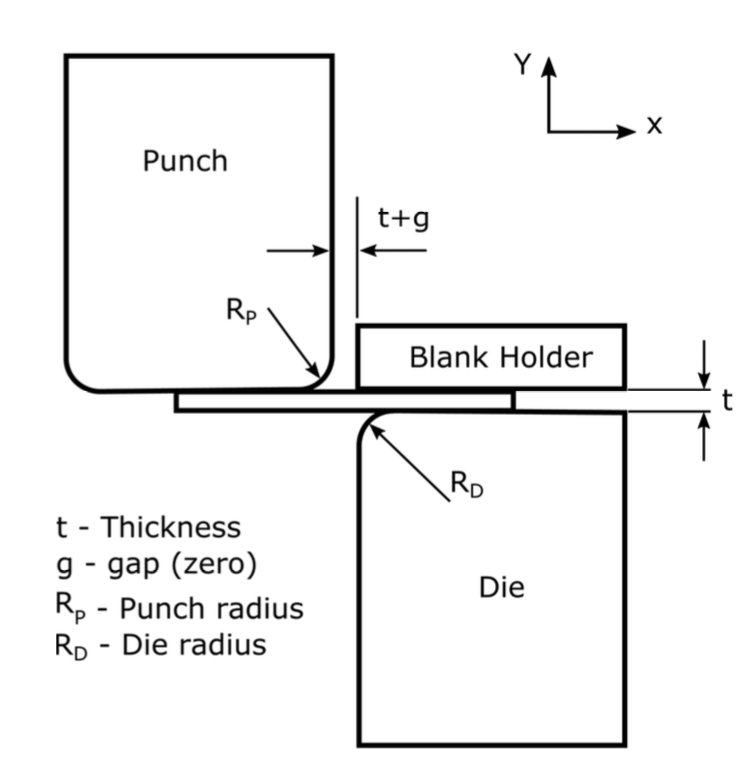 Y
X
Punch
t+g
R_P
Blank Holder
t
R_D
t - Thickness
g - gap (zero)
R_P - Punch radius
R_D - Die radius
Die